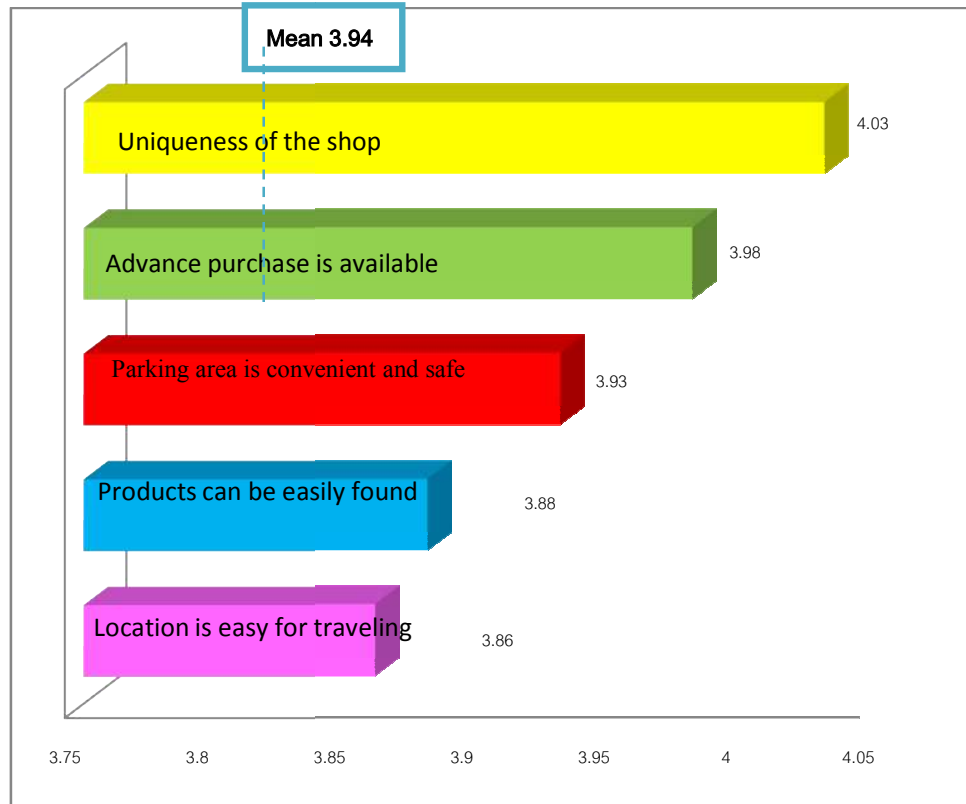 Mean 3.94
Uniqueness of the shop
4.03
Advance purchase is available
3.98
Parking area is convenient and safe
3.93
Products can be easily found
3.88
Location is easy for traveling
3.86
3.75 3.8 3.85 3.9 3.95 4 4.05